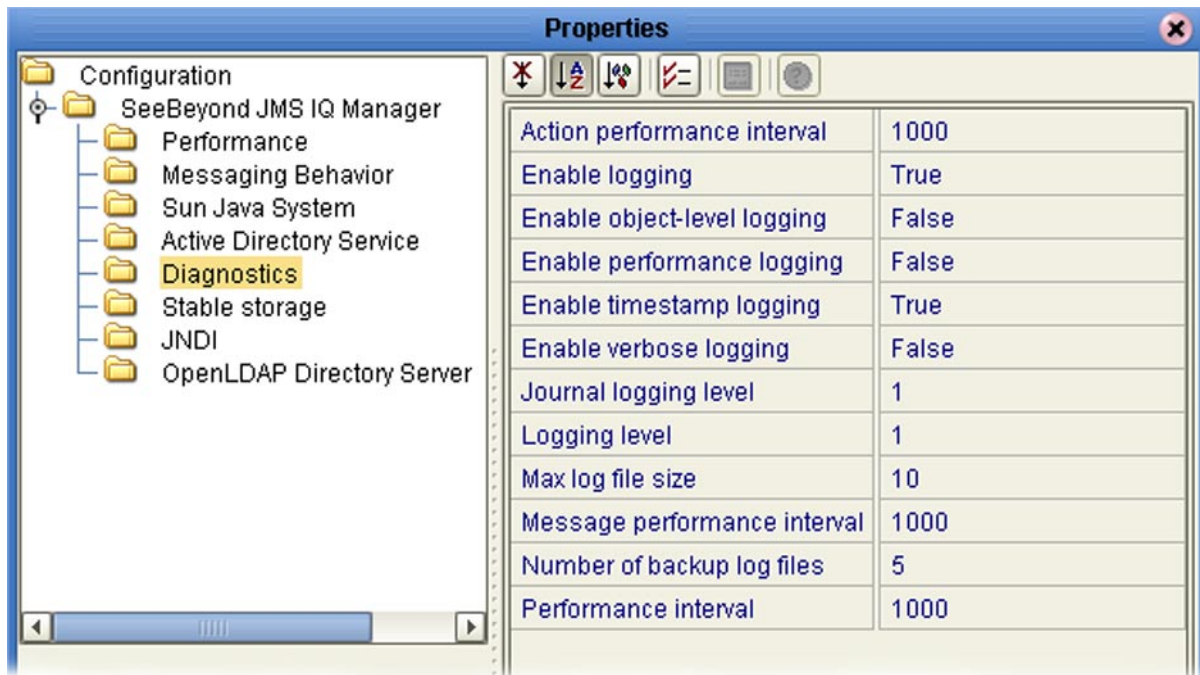 Properties
Configuration
SeeBeyond JMS IQ Manager
Performance
Messaging Behavior
Sun Java System
Active Directory Service
Diagnostics
Stable storage
JNDI
OpenLDAP Directory Server
A
Z
?
Action performance interval 1000
Enable logging True
Enable object-level logging False
Enable performance logging False
Enable timestamp logging True
Enable verbose logging False
Journal logging level 1
Logging level 1
Max log file size 10
Message performance interval 1000
Number of backup log files 5
Performance interval 1000